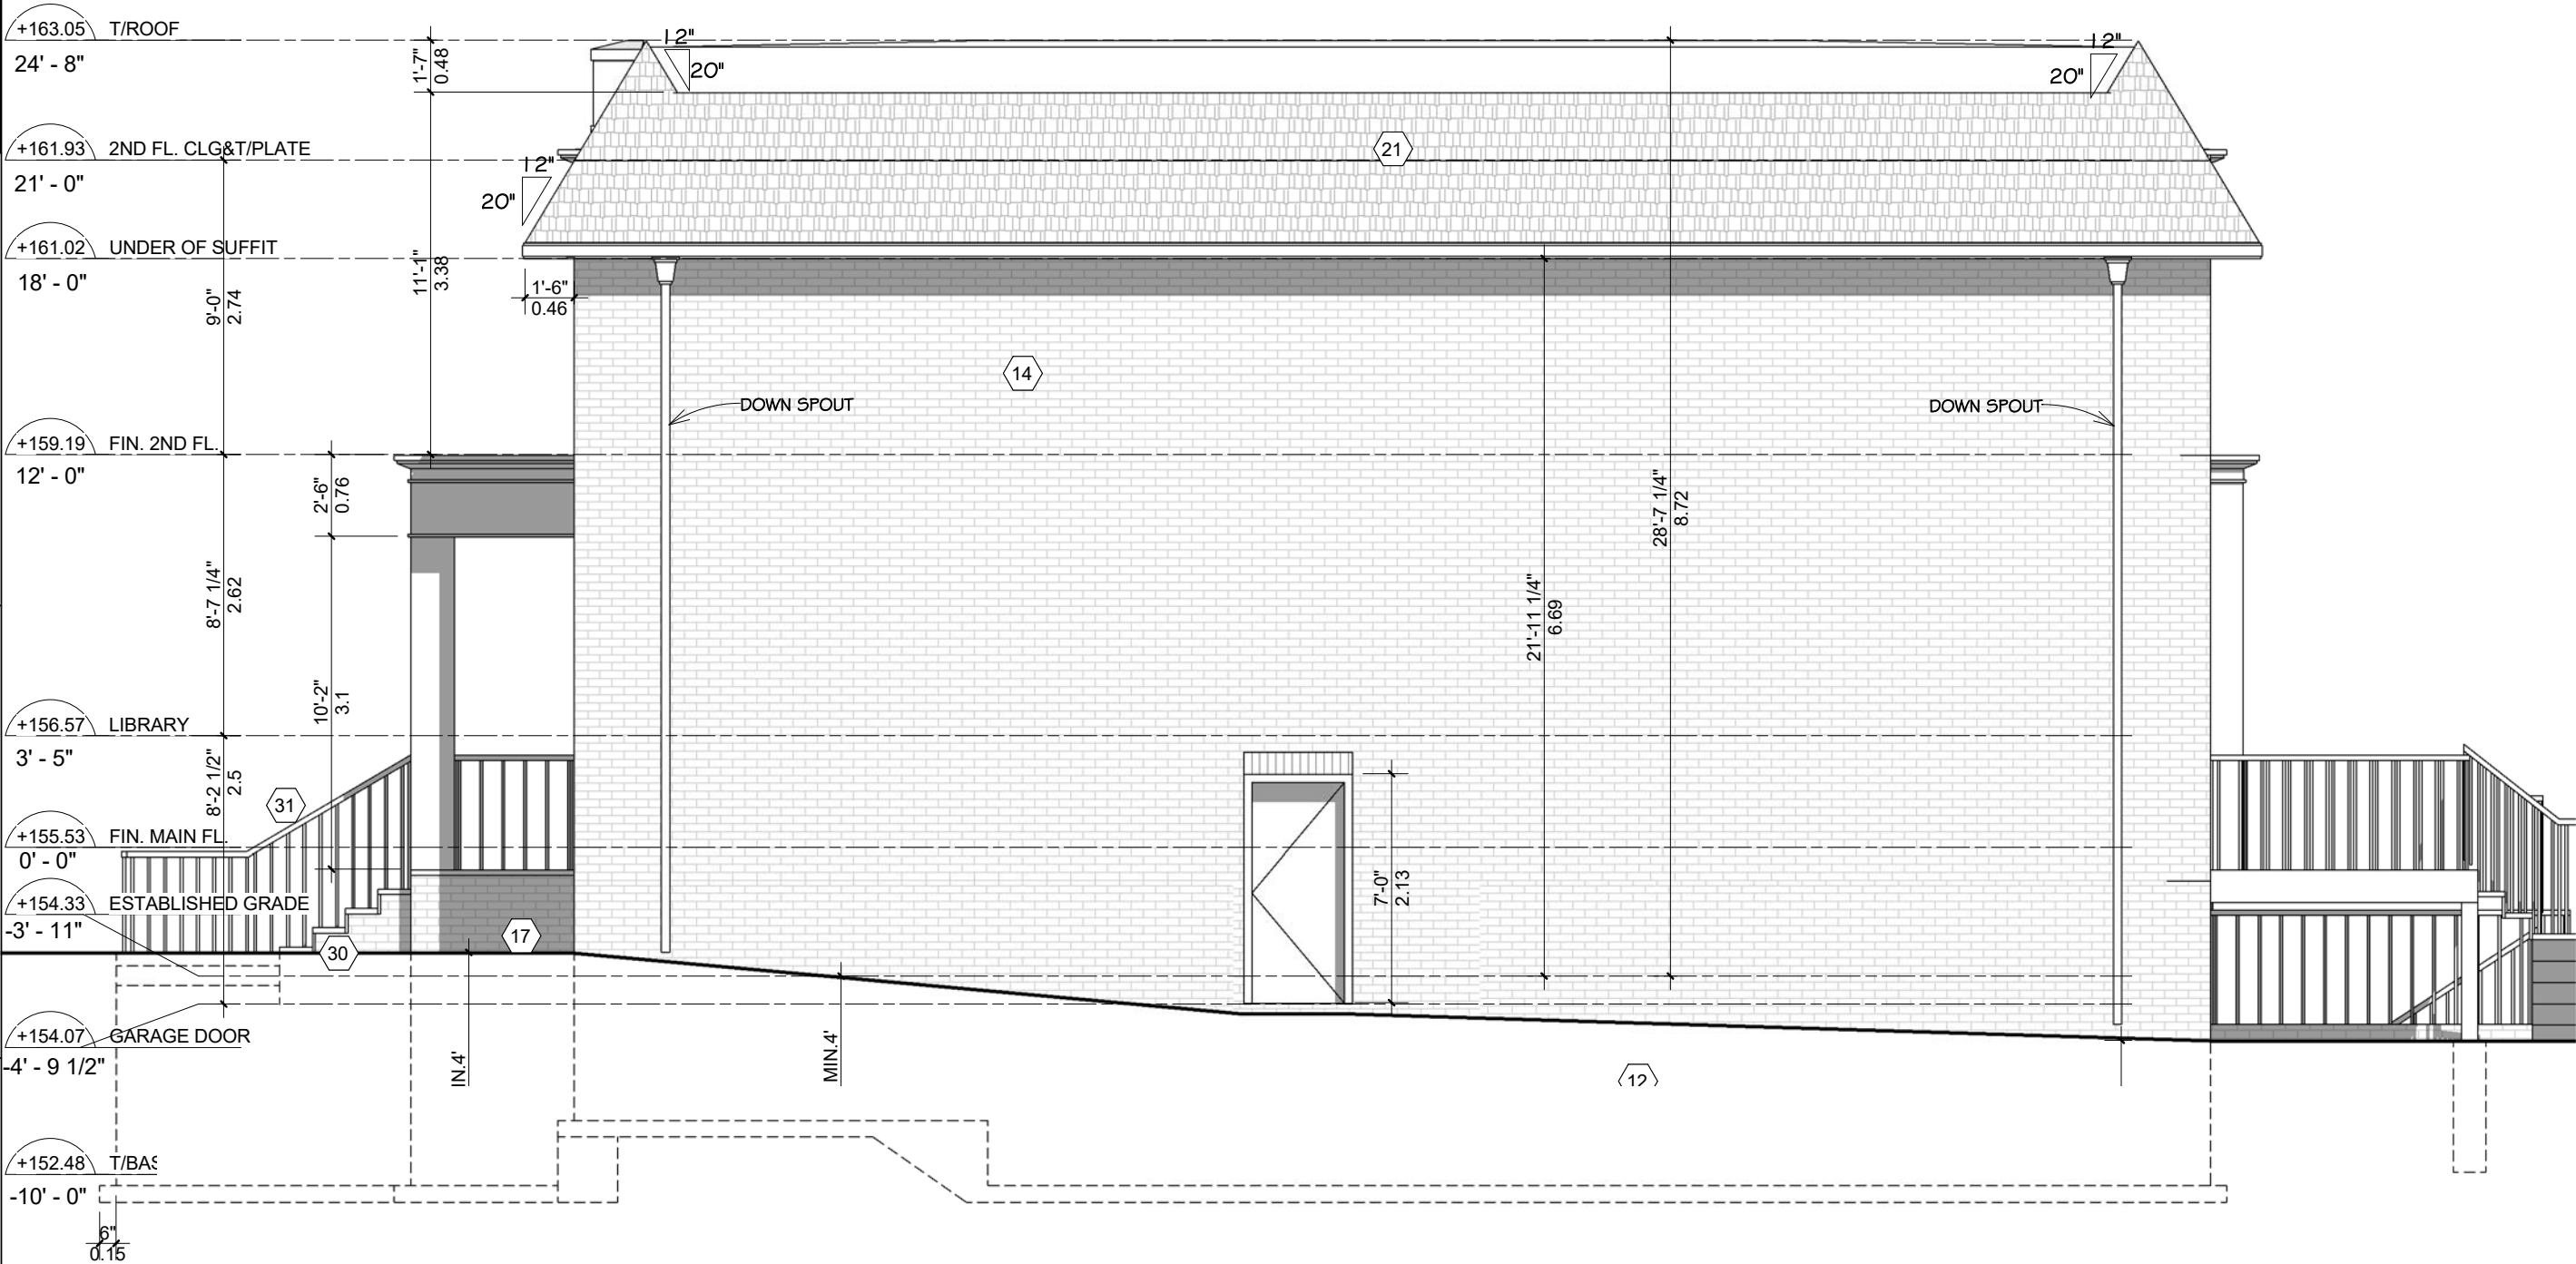 +163.05 T/ROOF
24' - 8"
+161.93 2ND FL. CLG&T/PLATE
21' - 0"
+161.02 UNDER OF SUFFIT
18' - 0"
+159.19 FIN. 2ND FL.
12' - 0"
+156.57 LIBRARY
3' - 5"
+155.53 FIN. MAIN FL.
0' - 0"
+154.33 ESTABLISHED GRADE
-3' - 11"
+154.07 GARAGE DOOR
-4' - 9 1/2"
+152.48 T/BAS
-10' - 0"
6"
0.15
9'-0"
2.74
8'-7 1/4"
2.62
8'-2 1/2"
2.5
2'-6"
0.76
10'-2"
3.1
1'-7"
0.48
11'-1"
3.38
12"
20"
12"
20"
12"
20"
1'-6"
0.46
21
14
DOWN SPOUT
DOWN SPOUT
28'-7 1/4"
8.72
21'-11 1/4"
6.69
7'-0"
2.13
31
30
17
IN.4'
MIN.4'
12